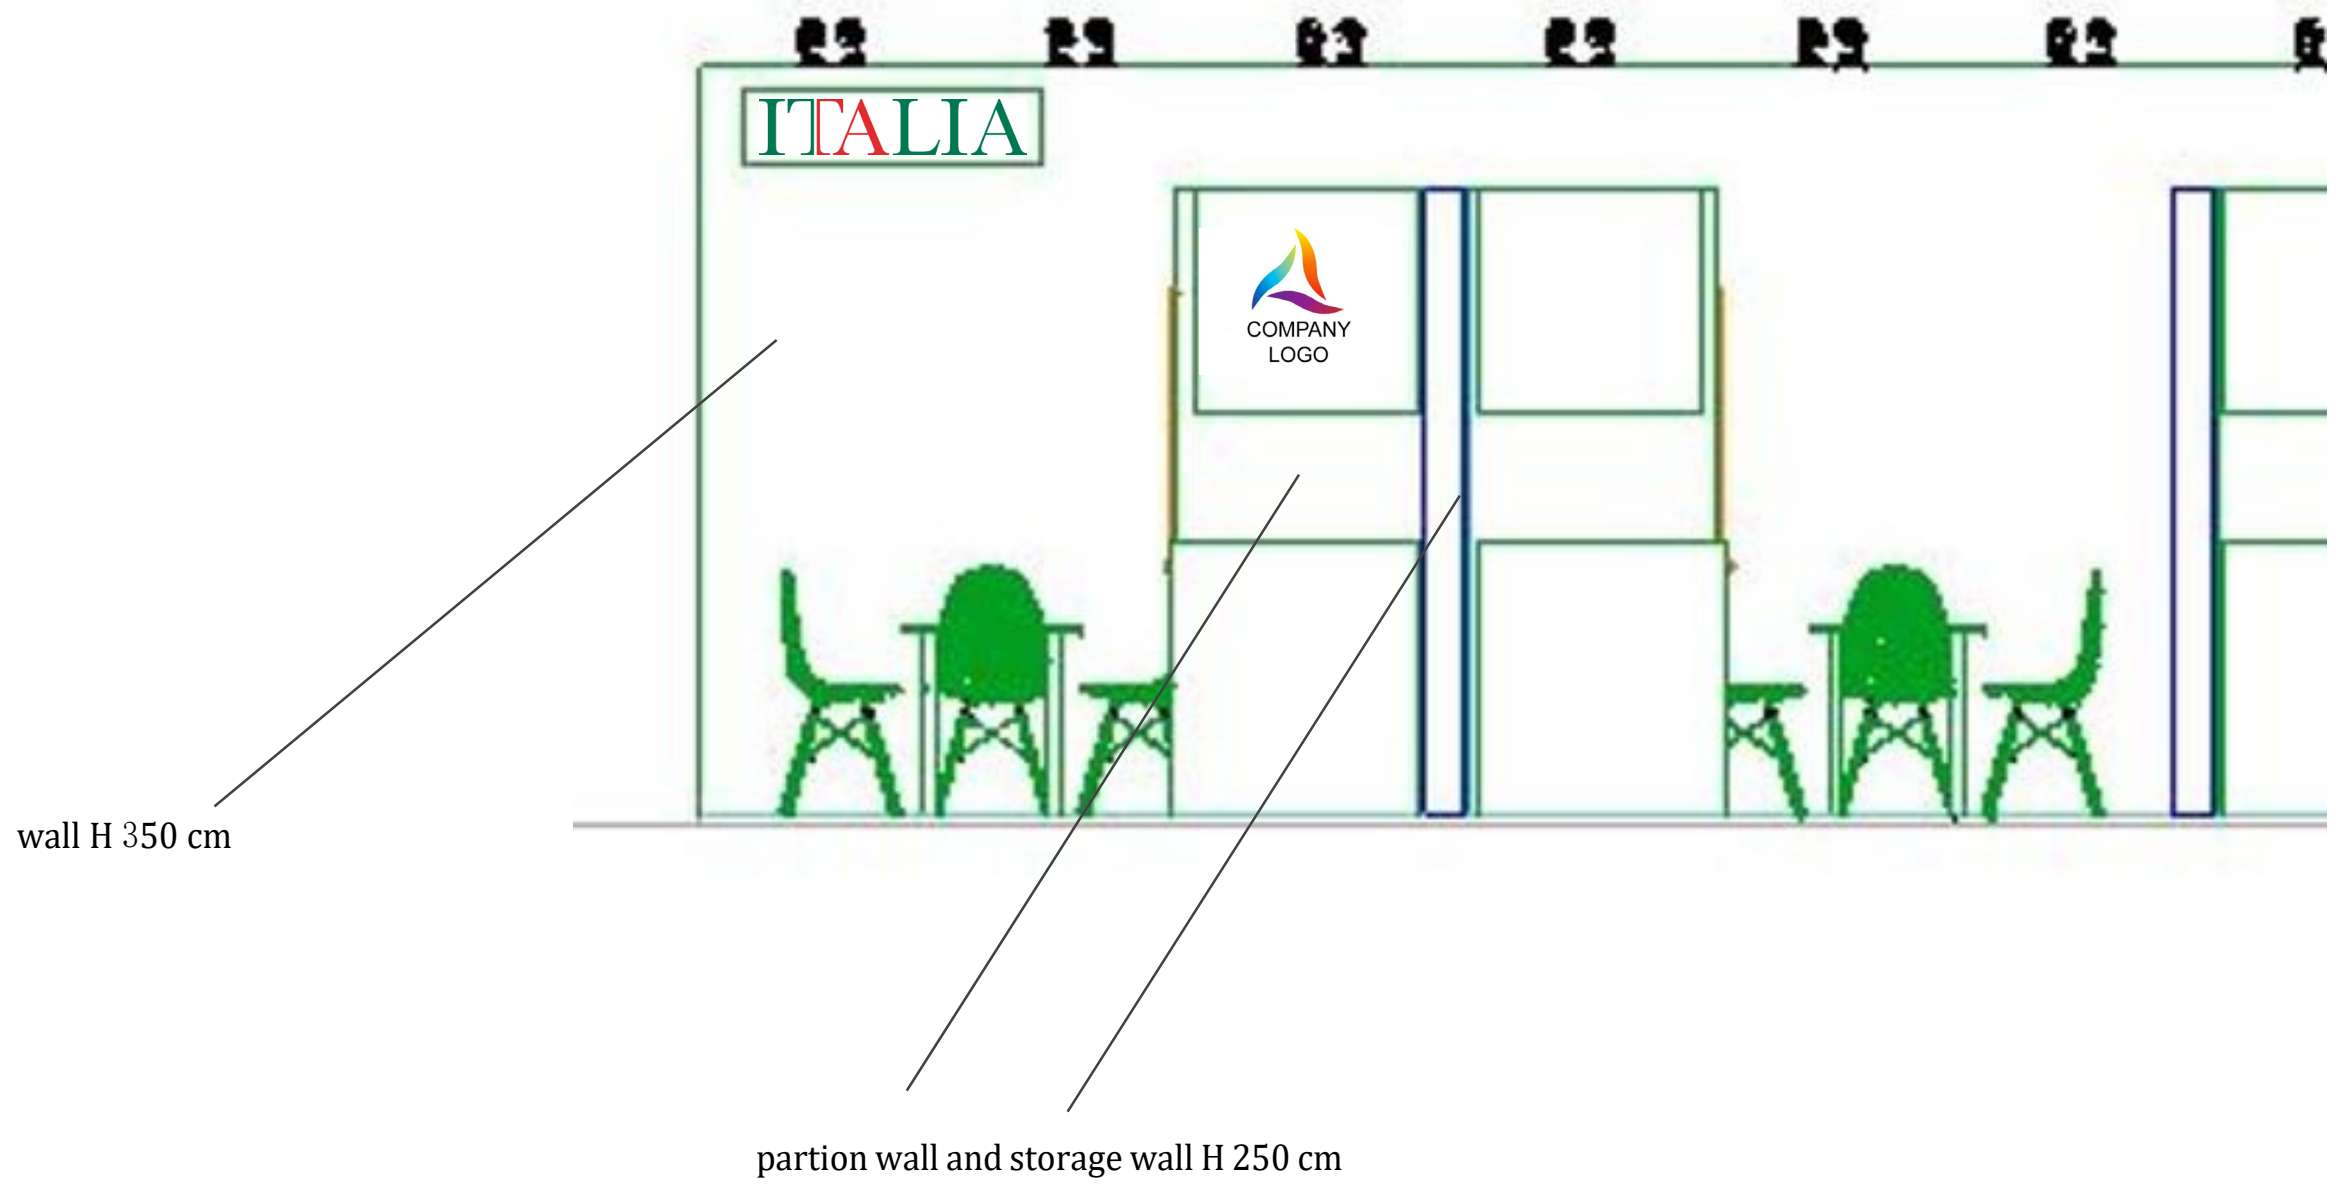 ITALIA
COMPANY
LOGO
wall H 350 cm
partion wall and storage wall H 250 cm